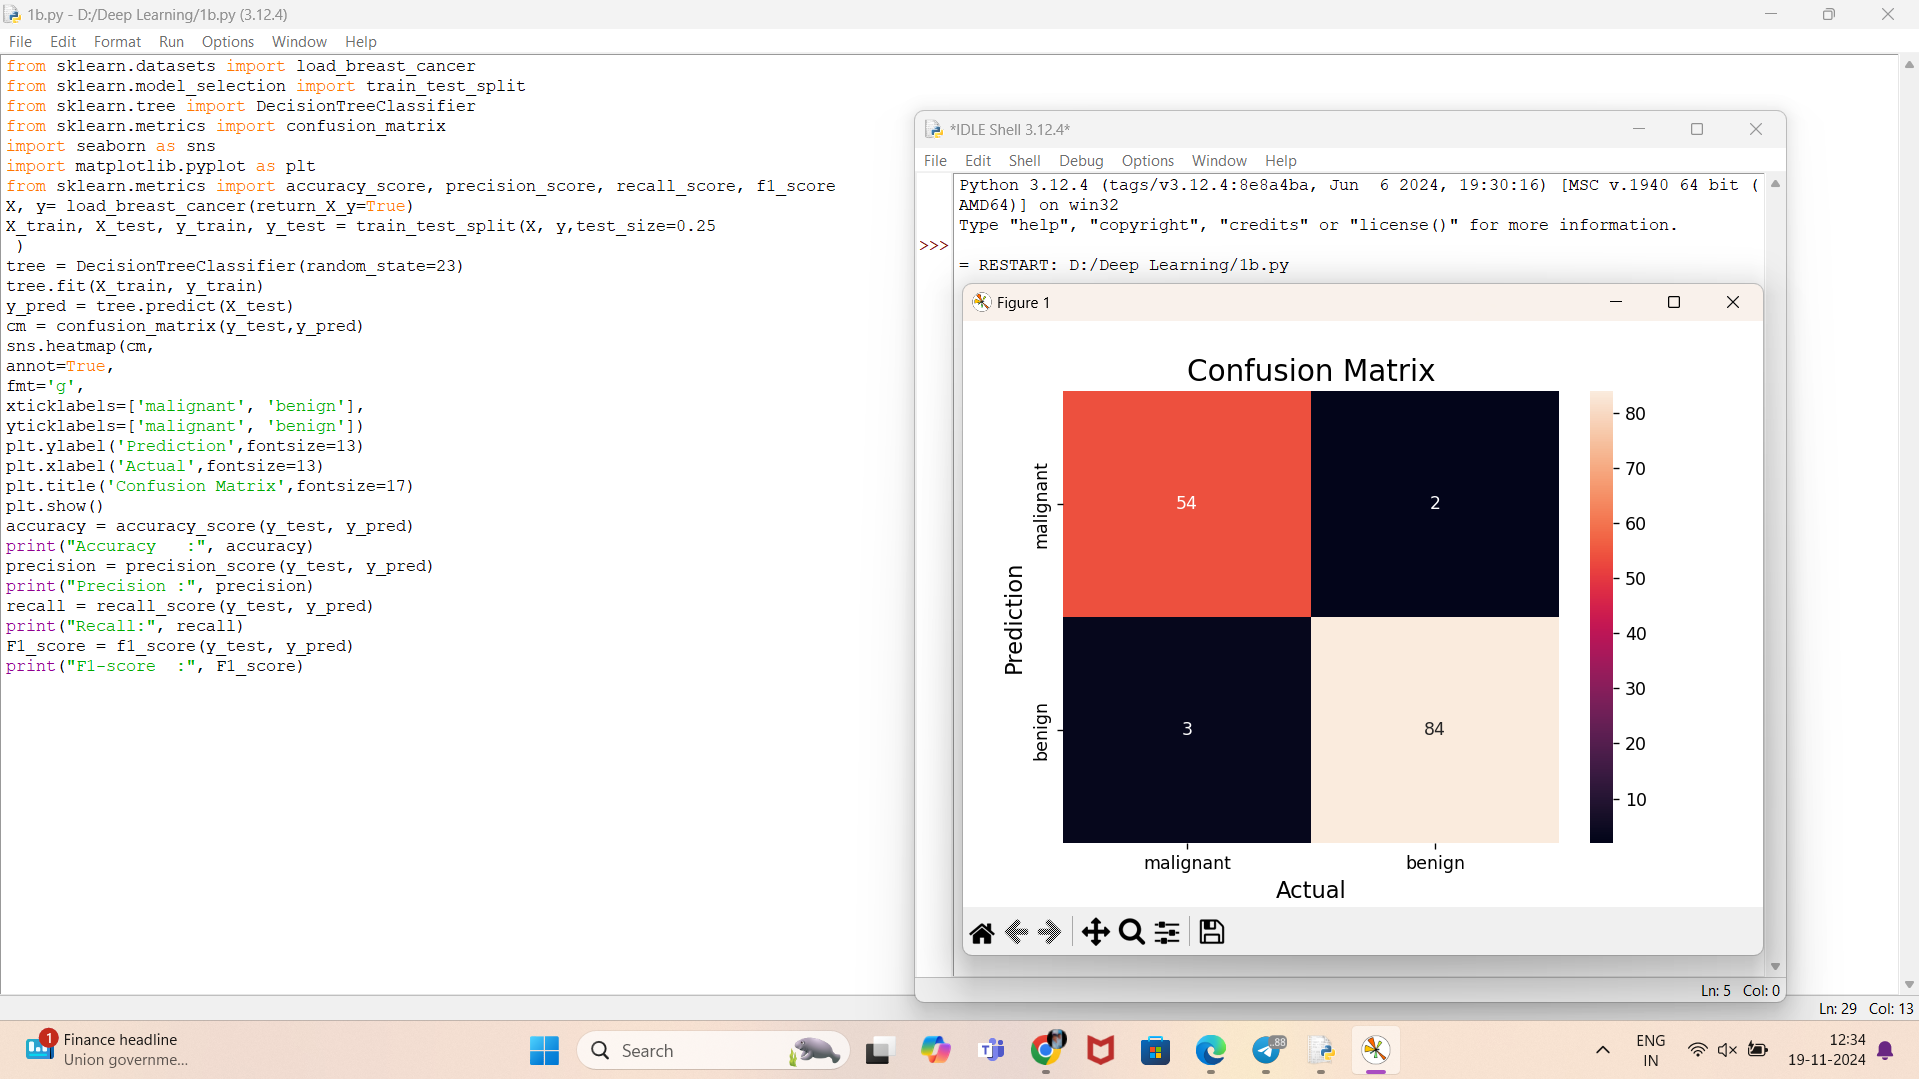 1b.py - D:/Deep Learning/1b.py (3.12.4)
File Edit Format Run Options Window Help
from sklearn.datasets import load_breast_cancer
from sklearn.model_selection import train_test_split
from sklearn.tree import DecisionTreeClassifier
from sklearn.metrics import confusion_matrix
import seaborn as sns
import matplotlib.pyplot as plt
from sklearn.metrics import accuracy_score, precision_score, recall_score, f1_score
X, y= load_breast_cancer(return_X_y=True)
X_train, X_test, y_train, y_test = train_test_split(X, y,test_size=0.25
 )
tree = DecisionTreeClassifier(random_state=23)
tree.fit(X_train, y_train)
y_pred = tree.predict(X_test)
cm = confusion_matrix(y_test,y_pred)
sns.heatmap(cm,
annot=True,
fmt='g',
xticklabels=['malignant', 'benign'],
yticklabels=['malignant', 'benign'])
plt.ylabel('Prediction',fontsize=13)
plt.xlabel('Actual',fontsize=13)
plt.title('Confusion Matrix',fontsize=17)
plt.show()
accuracy = accuracy_score(y_test, y_pred)
print("Accuracy   :", accuracy)
precision = precision_score(y_test, y_pred)
print("Precision :", precision)
recall = recall_score(y_test, y_pred)
print("Recall:", recall)
F1_score = f1_score(y_test, y_pred)
print("F1-score  :", F1_score)
*IDLE Shell 3.12.4*
File Edit Shell Debug Options Window Help
Python 3.12.4 (tags/v3.12.4:8e8a4ba, Jun  6 2024, 19:30:16) [MSC v.1940 64 bit (
AMD64)] on win32
Type "help", "copyright", "credits" or "license()" for more information.
>>>
= RESTART: D:/Deep Learning/1b.py
Figure 1
Confusion Matrix
Prediction
malignant
benign
54 2
3 84
malignant benign
Actual
80
70
60
50
40
30
20
10
Ln: 5 Col: 0
Ln: 29 Col: 13
1
Finance headline
Union governme...
Search
.88
ENG
IN
12:34
19-11-2024